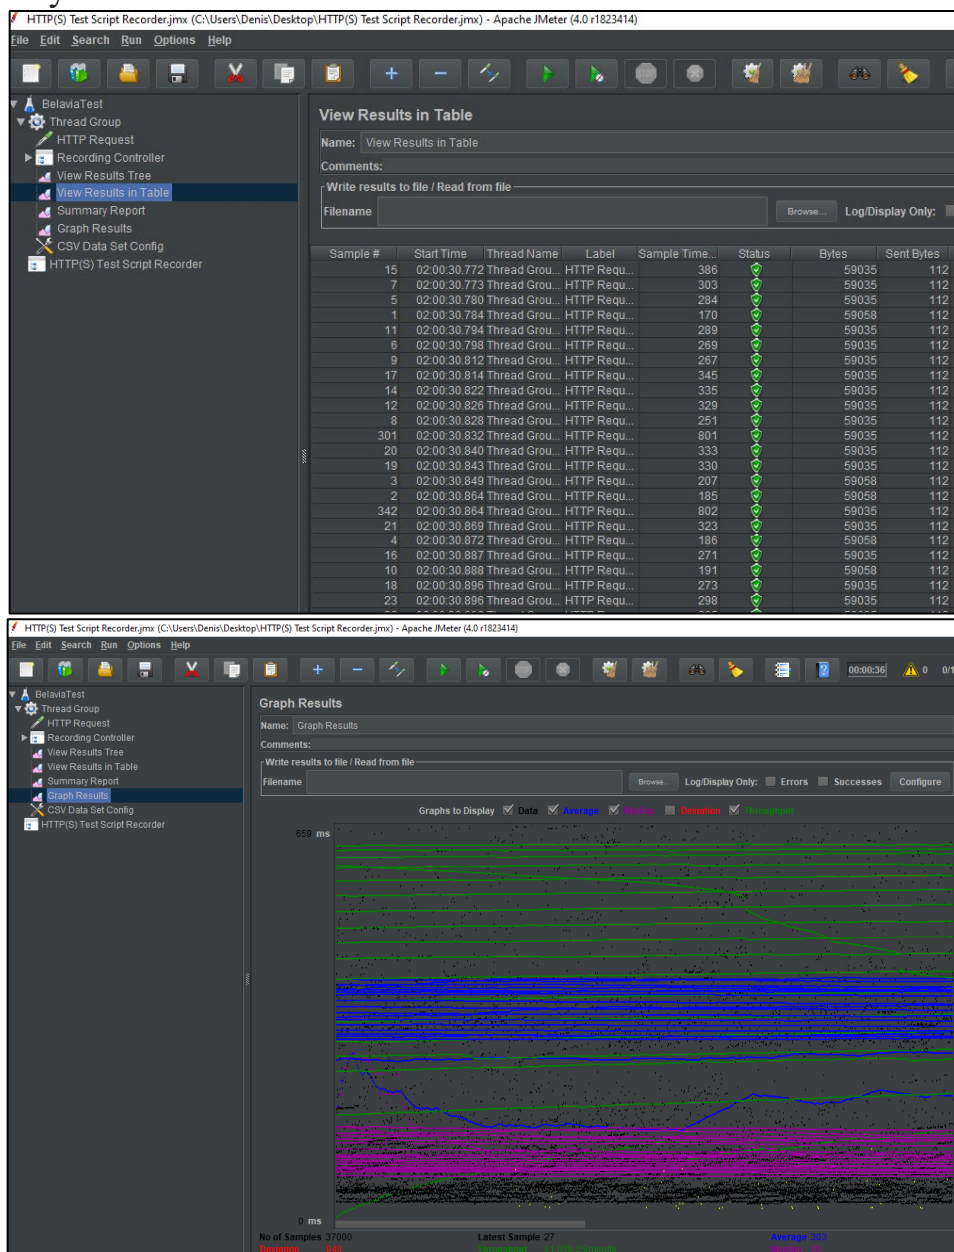 HTTP(S) Test Script Recorder.jmx (C:\Users\Denis\Desktop\HTTP(S) Test Script Recorder.jmx) - Apache JMeter (4.0 r1823414)
File Edit Search Run Options Help
BelaviaTest
Thread Group
HTTP Request
Recording Controller
View Results Tree
View Results in Table
Summary Report
Graph Results
CSV Data Set Config
HTTP(S) Test Script Recorder
View Results in Table
Name: View Results in Table
Comments:
Write results to file / Read from file
Filename Browse... Log/Display Only:
Sample # Start Time Thread Name Label Sample Time... Status Bytes Sent Bytes
15 02:00:30.772 Thread Grou... HTTP Requ... 386 59035 112
7 02:00:30.773 Thread Grou... HTTP Requ... 303 59035 112
5 02:00:30.780 Thread Grou... HTTP Requ... 284 59035 112
1 02:00:30.784 Thread Grou... HTTP Requ... 170 59058 112
11 02:00:30.794 Thread Grou... HTTP Requ... 289 59035 112
6 02:00:30.798 Thread Grou... HTTP Requ... 269 59035 112
9 02:00:30.812 Thread Grou... HTTP Requ... 267 59035 112
17 02:00:30.814 Thread Grou... HTTP Requ... 345 59035 112
14 02:00:30.822 Thread Grou... HTTP Requ... 335 59035 112
12 02:00:30.826 Thread Grou... HTTP Requ... 329 59035 112
8 02:00:30.828 Thread Grou... HTTP Requ... 251 59035 112
301 02:00:30.832 Thread Grou... HTTP Requ... 801 59035 112
20 02:00:30.840 Thread Grou... HTTP Requ... 333 59035 112
19 02:00:30.843 Thread Grou... HTTP Requ... 330 59035 112
3 02:00:30.849 Thread Grou... HTTP Requ... 207 59058 112
2 02:00:30.864 Thread Grou... HTTP Requ... 185 59058 112
342 02:00:30.864 Thread Grou... HTTP Requ... 802 59035 112
21 02:00:30.869 Thread Grou... HTTP Requ... 323 59035 112
4 02:00:30.872 Thread Grou... HTTP Requ... 186 59058 112
16 02:00:30.887 Thread Grou... HTTP Requ... 271 59035 112
10 02:00:30.888 Thread Grou... HTTP Requ... 191 59058 112
18 02:00:30.896 Thread Grou... HTTP Requ... 273 59035 112
23 02:00:30.896 Thread Grou... HTTP Requ... 298 59035 112
HTTP(S) Test Script Recorder.jmx (C:\Users\Denis\Desktop\HTTP(S) Test Script Recorder.jmx) - Apache JMeter (4.0 r1823414)
File Edit Search Run Options Help
00:00:36 0 0/1
BelaviaTest
Thread Group
HTTP Request
Recording Controller
View Results Tree
View Results in Table
Summary Report
Graph Results
CSV Data Set Config
HTTP(S) Test Script Recorder
Graph Results
Name: Graph Results
Comments:
Write results to file / Read from file
Filename Browse... Log/Display Only: Errors Successes Configure
Graphs to Display Data Average Median Deviation Throughput
659 ms
0 ms
No of Samples 37000 Latest Sample 27 Average 303
Deviation Throughput Median